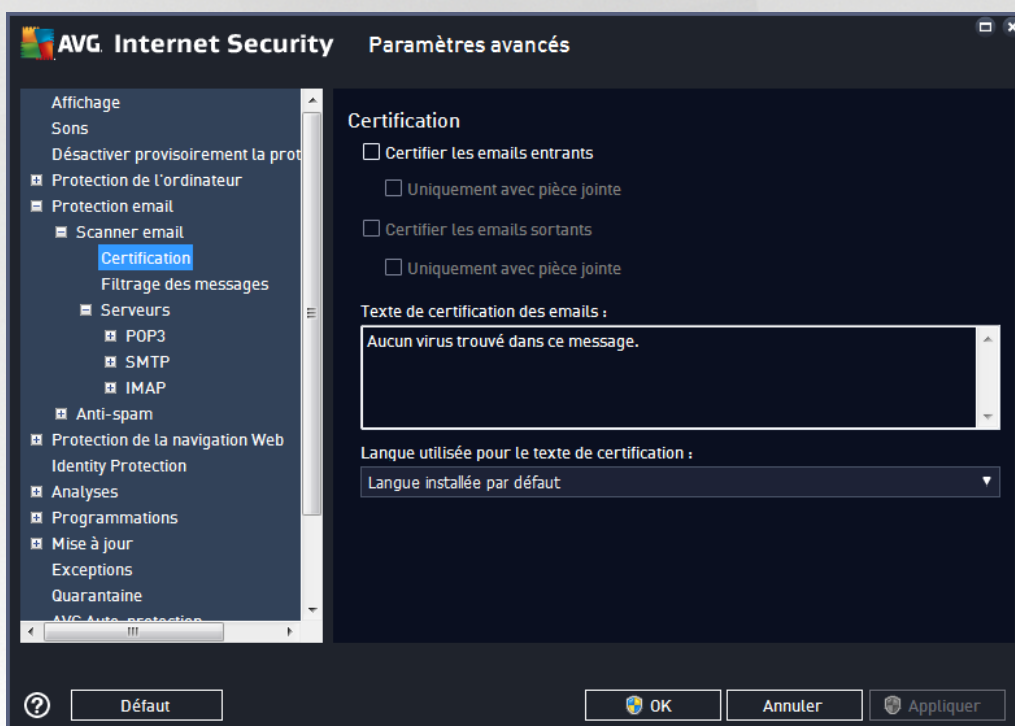 AVG. Internet Security Paramètres avancés
Affichage
Sons
Désactiver provisoirement la prot
Protection de l'ordinateur
Protection email
Scanner email
Certification
Filtrage des messages
Serveurs
POP3
SMTP
IMAP
Anti-spam
Protection de la navigation Web
Identity Protection
Analyses
Programmations
Mise à jour
Exceptions
Quarantaine
AVG Auto-protection
Certification
Certifier les emails entrants
Uniquement avec pièce jointe
Certifier les emails sortants
Uniquement avec pièce jointe
Texte de certification des emails :
Aucun virus trouvé dans ce message.
Langue utilisée pour le texte de certification :
Langue installée par défaut
Défaut
OK
Annuler
Appliquer